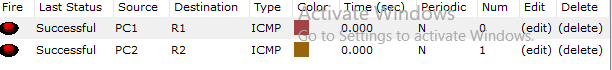 Fire Last Status Source Destination Type Color Time (sec) Periodic Num Edit Delete
Successful PC1 R1 ICMP 0.000 N 0 (edit) (delete)
Successful PC2 R2 ICMP 0.000 N 1 (edit) (delete)
Activate Windows
Go to Settings to activate Windows.